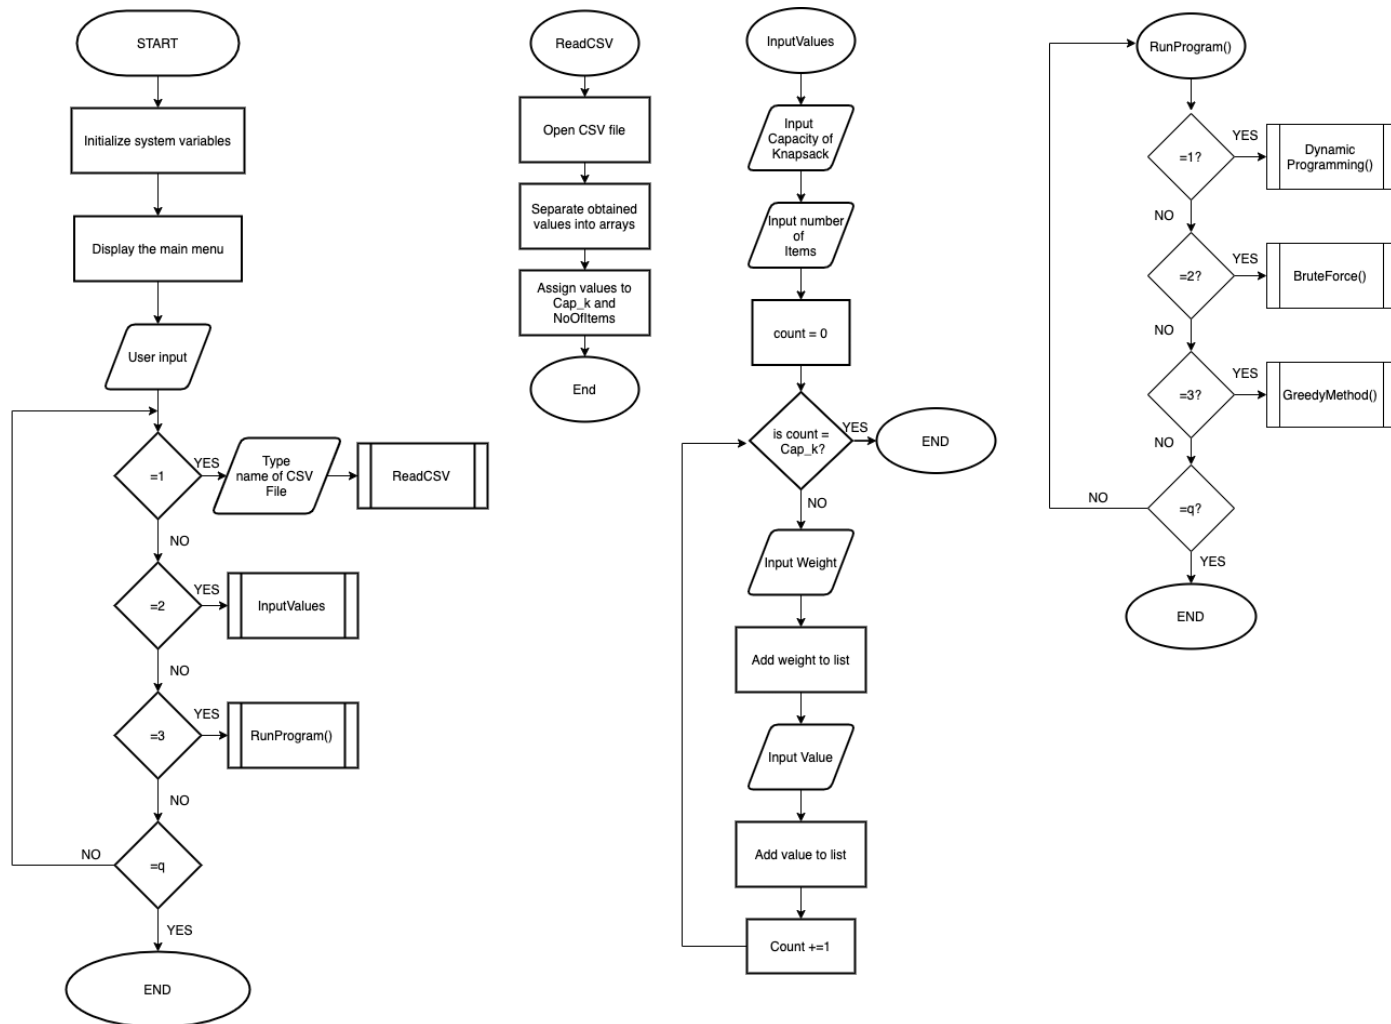 START
Initialize system variables
Display the main menu
User input
=1
YES
Type
name of CSV
File
ReadCSV
NO
=2
YES
InputValues
NO
=3
YES
RunProgram()
NO
=q
NO
YES
END
ReadCSV
Open CSV file
Separate obtained
values into arrays
Assign values to
Cap_k and
NoOfItems
End
InputValues
Input
Capacity of
Knapsack
Input number
of
Items
count = 0
is count =
Cap_k?
YES
END
NO
Input Weight
Add weight to list
Input Value
Add value to list
Count +=1
RunProgram()
=1?
YES
Dynamic
Programming()
NO
=2?
YES
BruteForce()
NO
=3?
YES
GreedyMethod()
NO
=q?
NO
YES
END